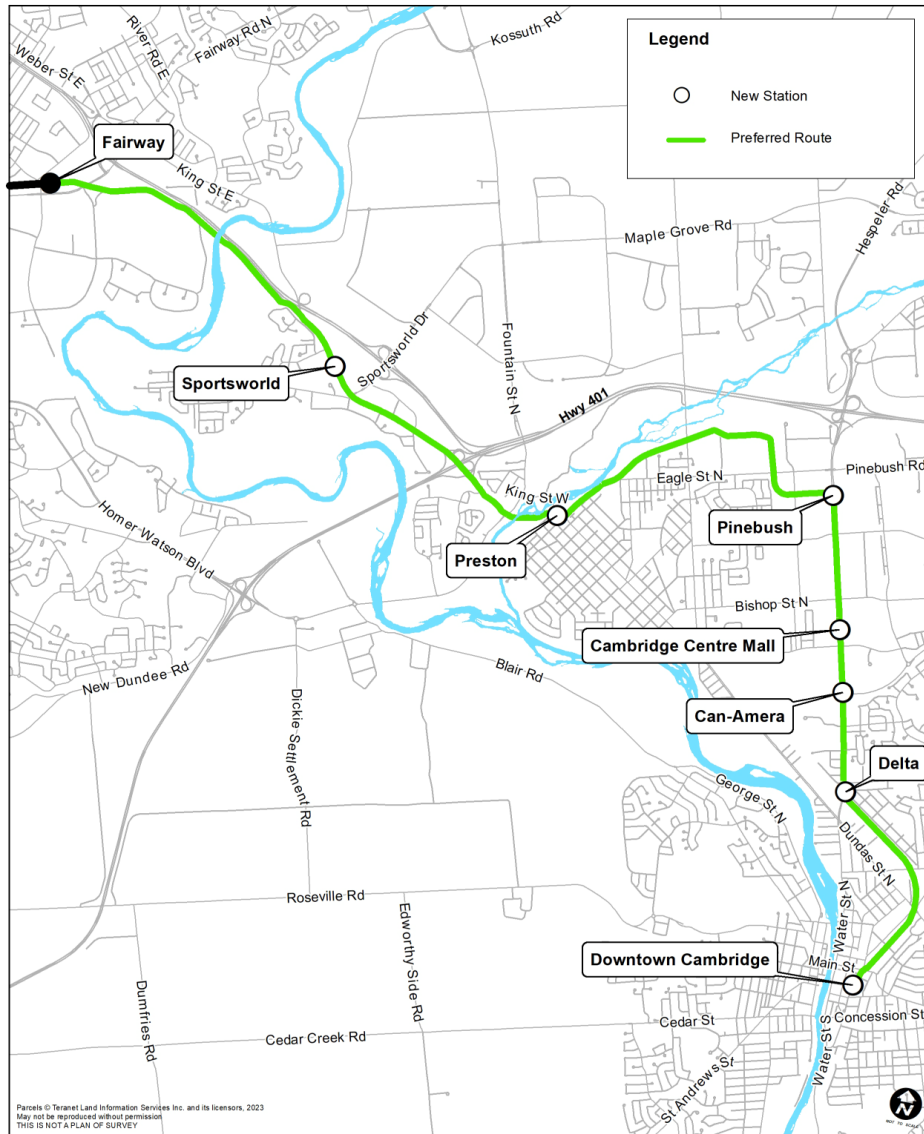 Legend
New Station
Preferred Route
Kossuth Rd
River Rd E
Fairway Rd N
Weber St E
Fairway
King St E
Hespeler Rd
Maple Grove Rd
Sportsworld Dr
Fountain St N
Sportsworld
Hwy 401
Pinebush Rd
Eagle St N
King St W
Pinebush
Homer Watson Blvd
Preston
Bishop St N
Cambridge Centre Mall
Blair Rd
New Dundee Rd
Can-Amera
Dickie Settlement Rd
Delta
George St N
Dundas St N
Roseville Rd
Water St N
Edworthy Side Rd
Downtown Cambridge
Main St
Dumfries Rd
Concession St
Cedar St
Cedar Creek Rd
Water St S
St Andrews St
Parcels © Teranet Land Information Services Inc. and its licensors, 2023
May not be reproduced without permission
THIS IS NOT A PLAN OF SURVEY
N
NOT TO SCALE